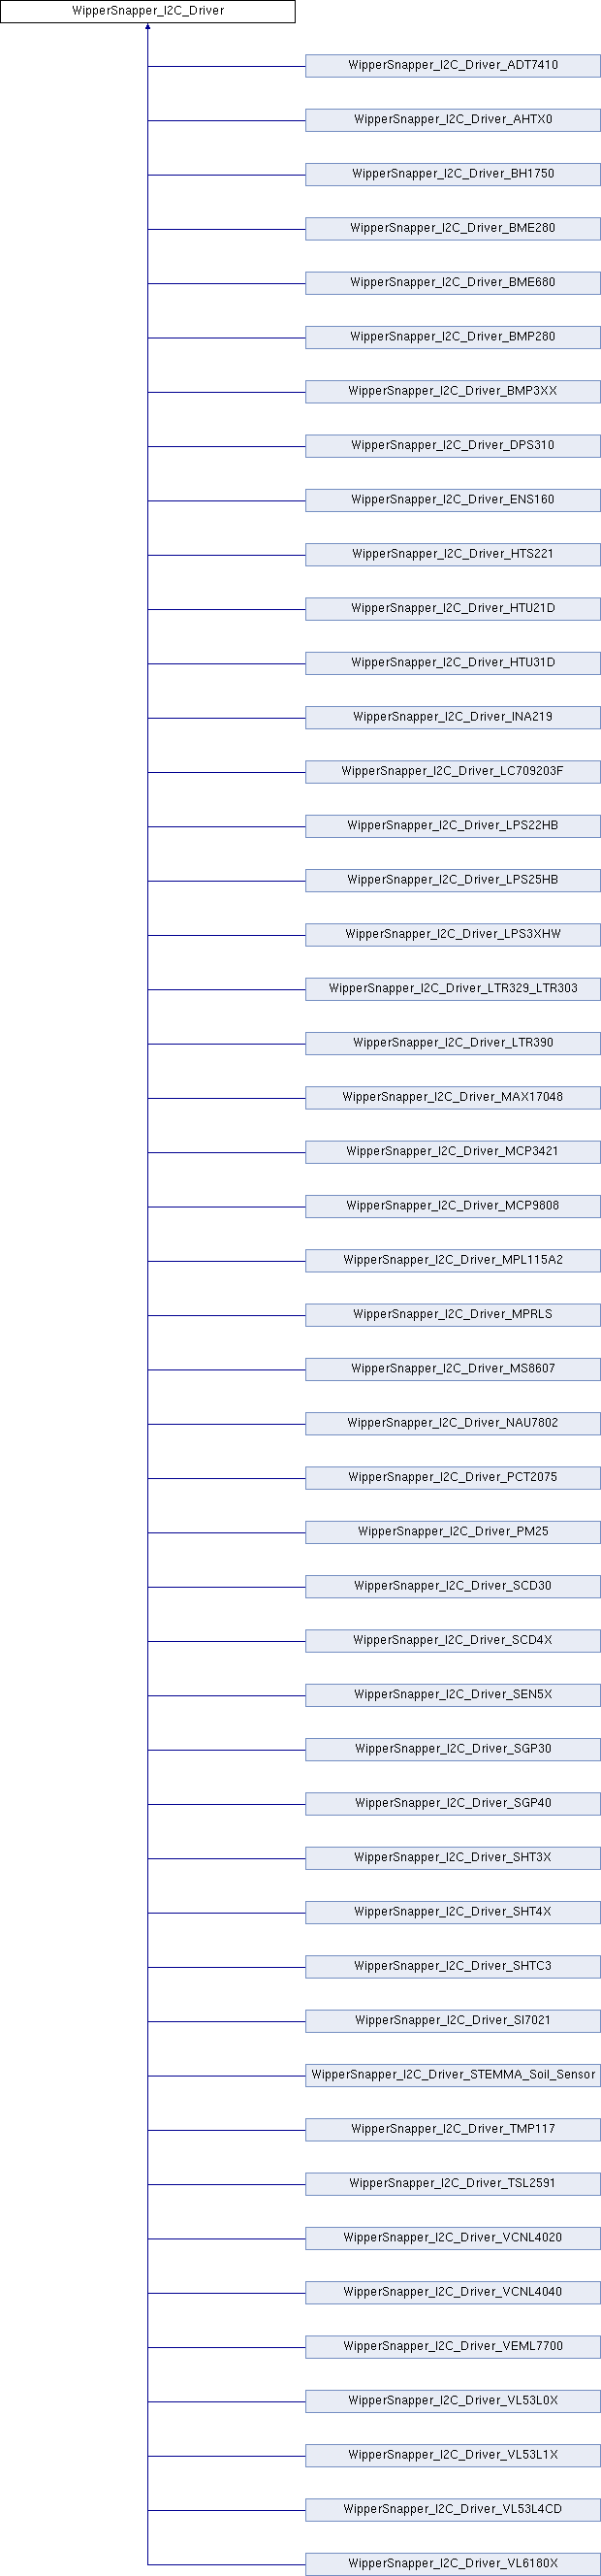 WipperSnapper_I2C_Driver
WipperSnapper_I2C_Driver_ADT7410
WipperSnapper_I2C_Driver_AHTX0
WipperSnapper_I2C_Driver_BH1750
WipperSnapper_I2C_Driver_BME280
WipperSnapper_I2C_Driver_BME680
WipperSnapper_I2C_Driver_BMP280
WipperSnapper_I2C_Driver_BMP3XX
WipperSnapper_I2C_Driver_DPS310
WipperSnapper_I2C_Driver_ENS160
WipperSnapper_I2C_Driver_HTS221
WipperSnapper_I2C_Driver_HTU21D
WipperSnapper_I2C_Driver_HTU31D
WipperSnapper_I2C_Driver_INA219
WipperSnapper_I2C_Driver_LC709203F
WipperSnapper_I2C_Driver_LPS22HB
WipperSnapper_I2C_Driver_LPS25HB
WipperSnapper_I2C_Driver_LPS3XHW
WipperSnapper_I2C_Driver_LTR329_LTR303
WipperSnapper_I2C_Driver_LTR390
WipperSnapper_I2C_Driver_MAX17048
WipperSnapper_I2C_Driver_MCP3421
WipperSnapper_I2C_Driver_MCP9808
WipperSnapper_I2C_Driver_MPL115A2
WipperSnapper_I2C_Driver_MPRLS
WipperSnapper_I2C_Driver_MS8607
WipperSnapper_I2C_Driver_NAU7802
WipperSnapper_I2C_Driver_PCT2075
WipperSnapper_I2C_Driver_PM25
WipperSnapper_I2C_Driver_SCD30
WipperSnapper_I2C_Driver_SCD4X
WipperSnapper_I2C_Driver_SEN5X
WipperSnapper_I2C_Driver_SGP30
WipperSnapper_I2C_Driver_SGP40
WipperSnapper_I2C_Driver_SHT3X
WipperSnapper_I2C_Driver_SHT4X
WipperSnapper_I2C_Driver_SHTC3
WipperSnapper_I2C_Driver_SI7021
WipperSnapper_I2C_Driver_STEMMA_Soil_Sensor
WipperSnapper_I2C_Driver_TMP117
WipperSnapper_I2C_Driver_TSL2591
WipperSnapper_I2C_Driver_VCNL4020
WipperSnapper_I2C_Driver_VCNL4040
WipperSnapper_I2C_Driver_VEML7700
WipperSnapper_I2C_Driver_VL53L0X
WipperSnapper_I2C_Driver_VL53L1X
WipperSnapper_I2C_Driver_VL53L4CD
WipperSnapper_I2C_Driver_VL6180X